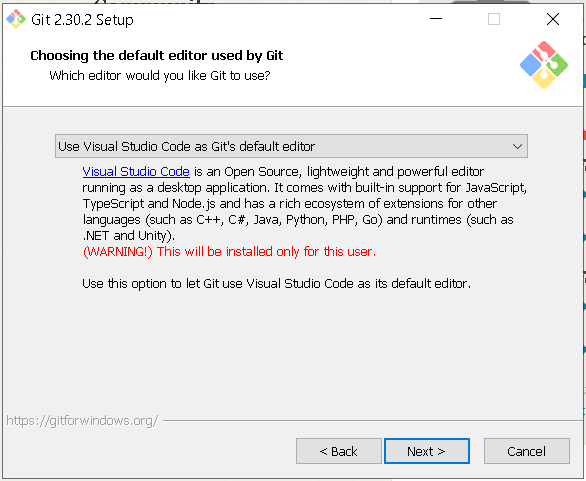 Git 2.30.2 Setup
Choosing the default editor used by Git
Which editor would you like Git to use?
Use Visual Studio Code as Git's default editor
Visual Studio Code is an Open Source, lightweight and powerful editor
running as a desktop application. It comes with built-in support for JavaScript,
TypeScript and Node.js and has a rich ecosystem of extensions for other
languages (such as C++, C#, Java, Python, PHP, Go) and runtimes (such as
.NET and Unity).
(WARNING!) This will be installed only for this user.
Use this option to let Git use Visual Studio Code as its default editor.
https://gitforwindows.org/
< Back
Next >
Cancel